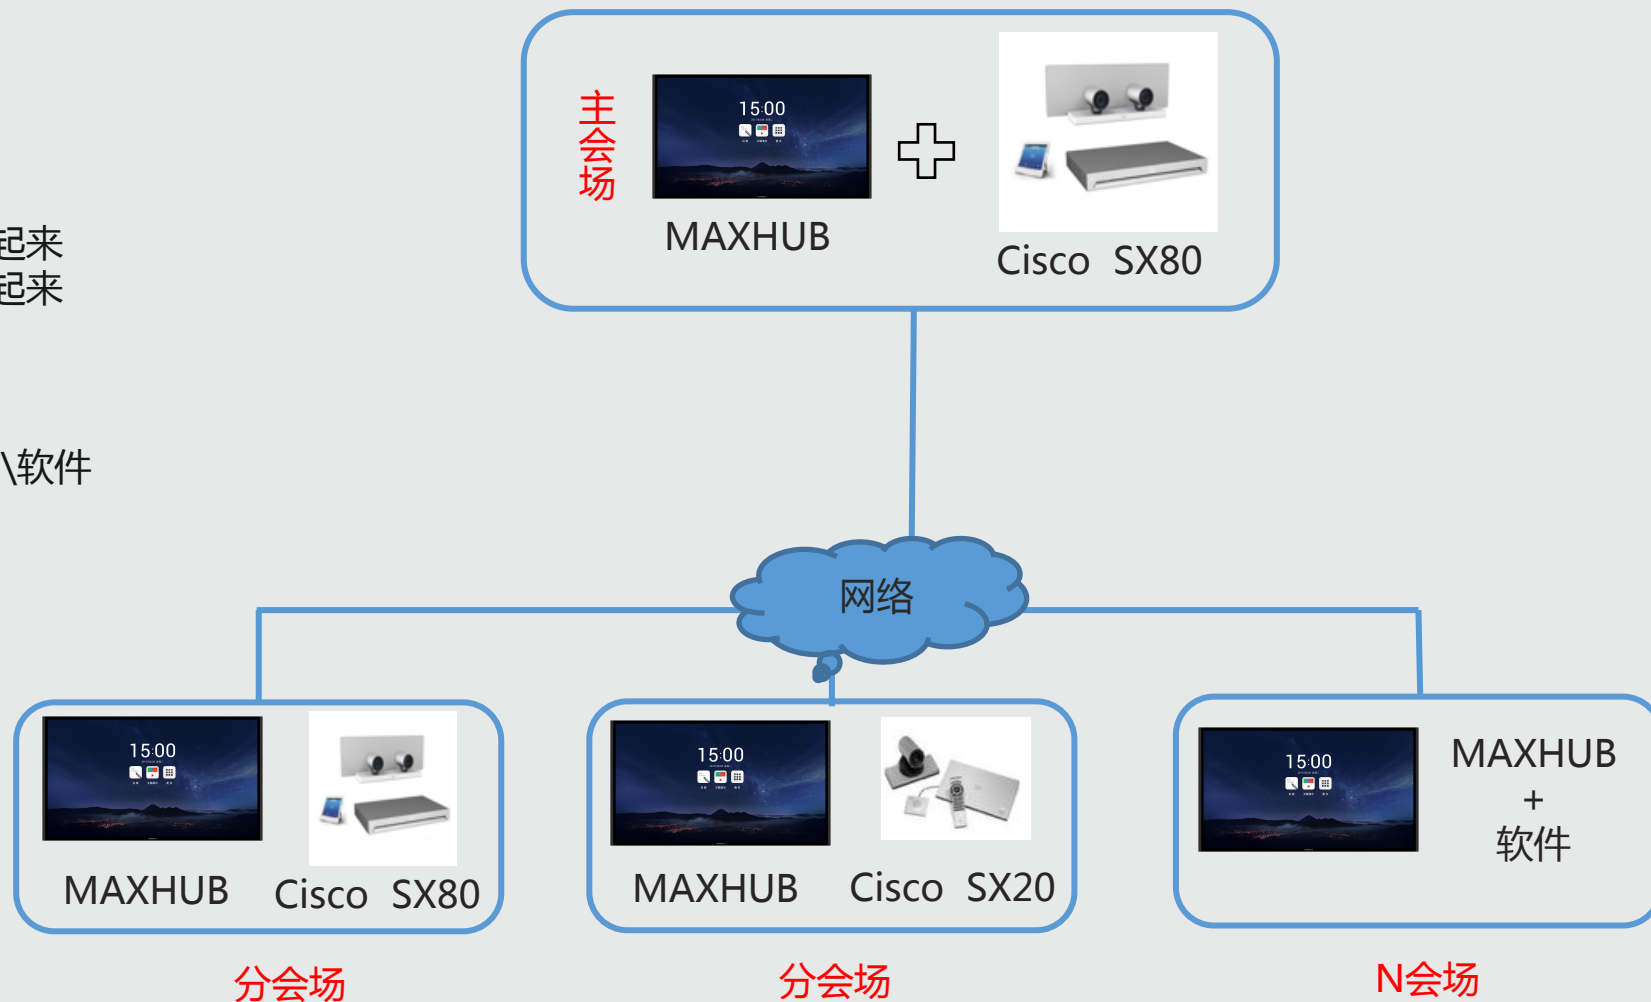 主会场
15:00
MAXHUB
Cisco SX80
起来
起来
\软件
网络
15:00
MAXHUB
Cisco SX80
分会场
15:00
MAXHUB
Cisco SX20
分会场
15:00
MAXHUB
+
软件
N会场